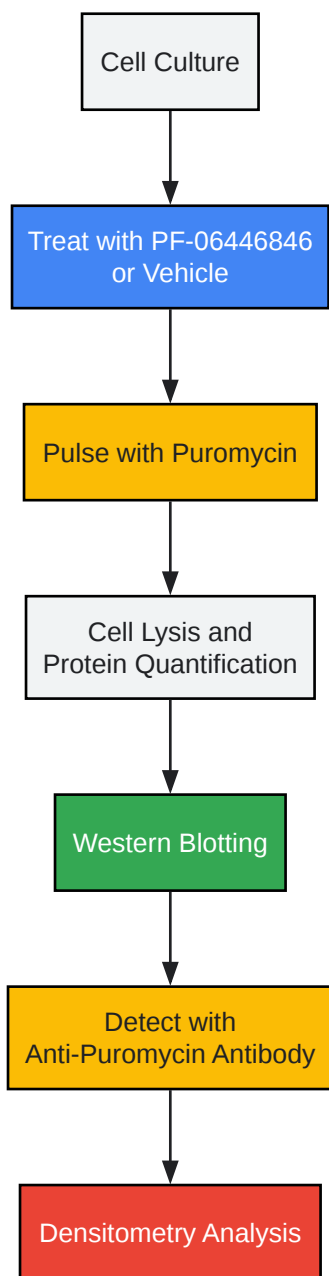 Cell Culture
Treat with PF-06446846
or Vehicle
Pulse with Puromycin
Cell Lysis and
Protein Quantification
Western Blotting
Detect with
Anti-Puromycin Antibody
Densitometry Analysis